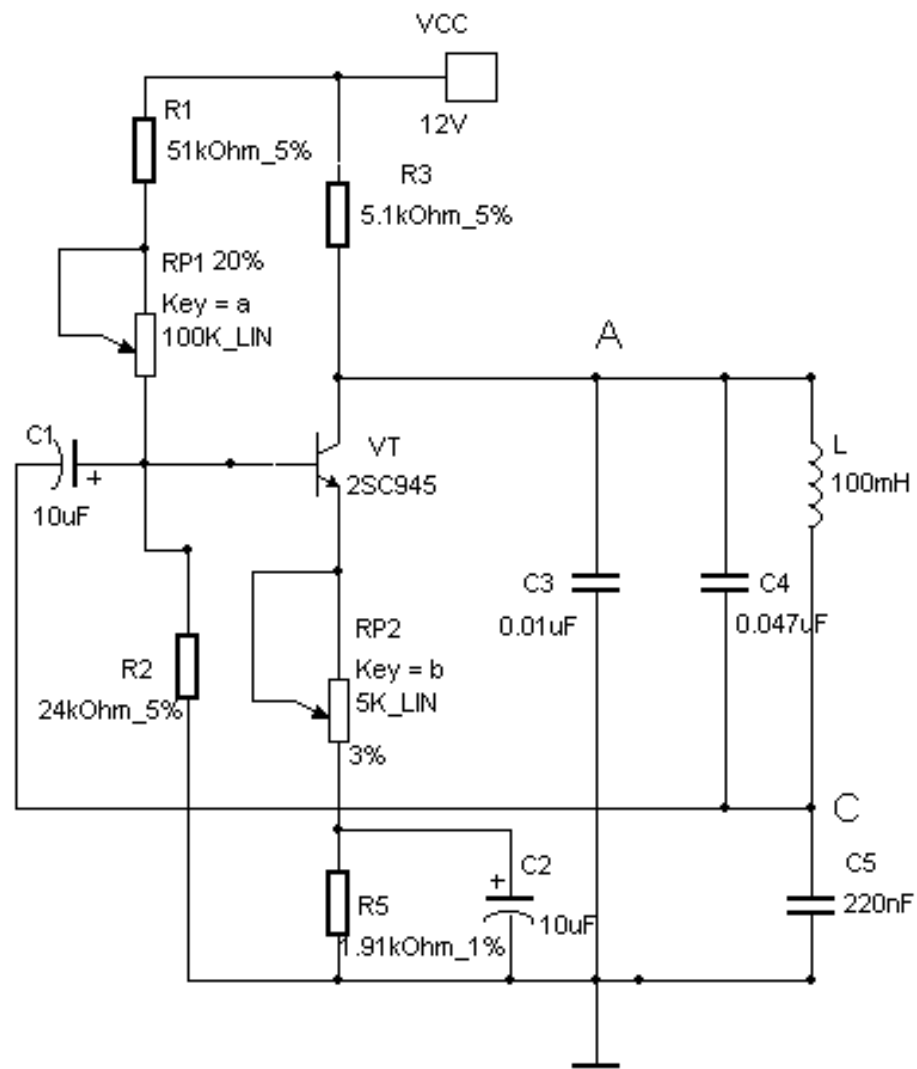 VCC
12V
R1
51kOhm_5%
R3
5.1kOhm_5%
RP1 20%
Key = a
100K_LIN
A
C1
10uF
VT
2SC945
L
100mH
C3
0.01uF
C4
0.047uF
RP2
Key = b
5K_LIN
3%
R2
24kOhm_5%
C
C2
10uF
C5
220nF
R5
1.91kOhm_1%